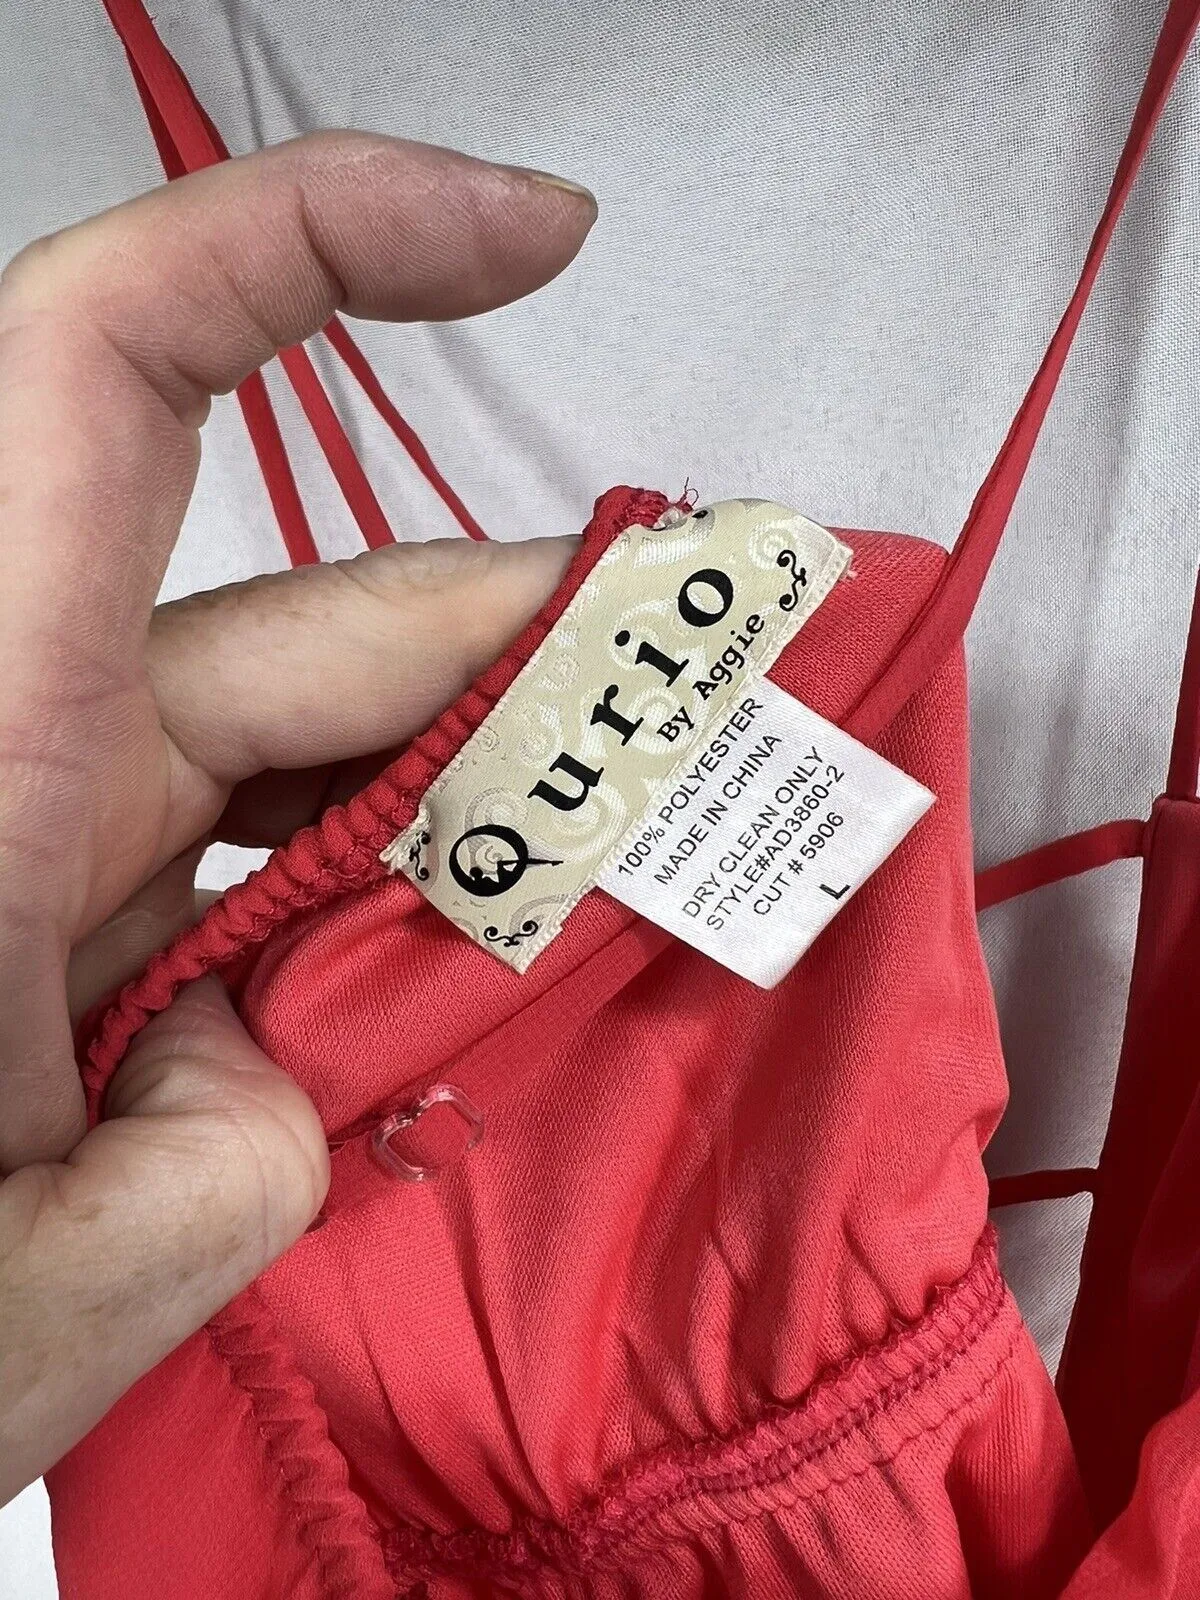 QuriO
By Aggie
100% POLYESTER
MADE IN CHINA
DRY CLEAN ONLY
STYLE#AD3860-2
CUT # 5906
L